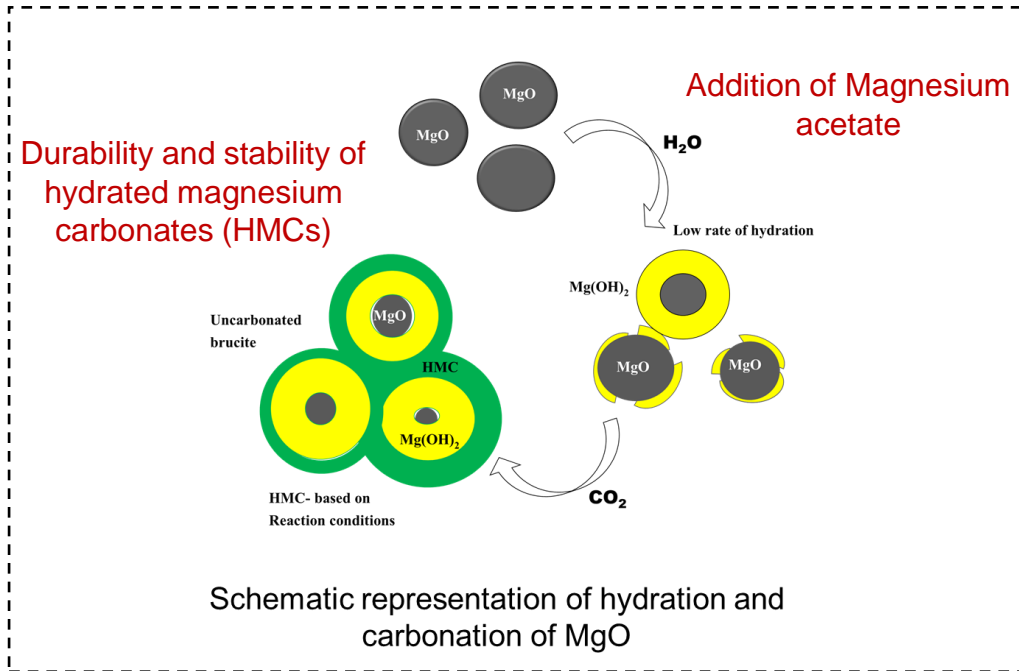 MgO
MgO
Addition of Magnesium
acetate
H₂O
Durability and stability of
hydrated magnesium
carbonates (HMCs)
Low rate of hydration
Mg(OH)₂
MgO
MgO
Uncarbonated
brucite
MgO
HMC
Mg(OH)₂
HMC- based on
Reaction conditions
CO₂
Schematic representation of hydration and
carbonation of MgO